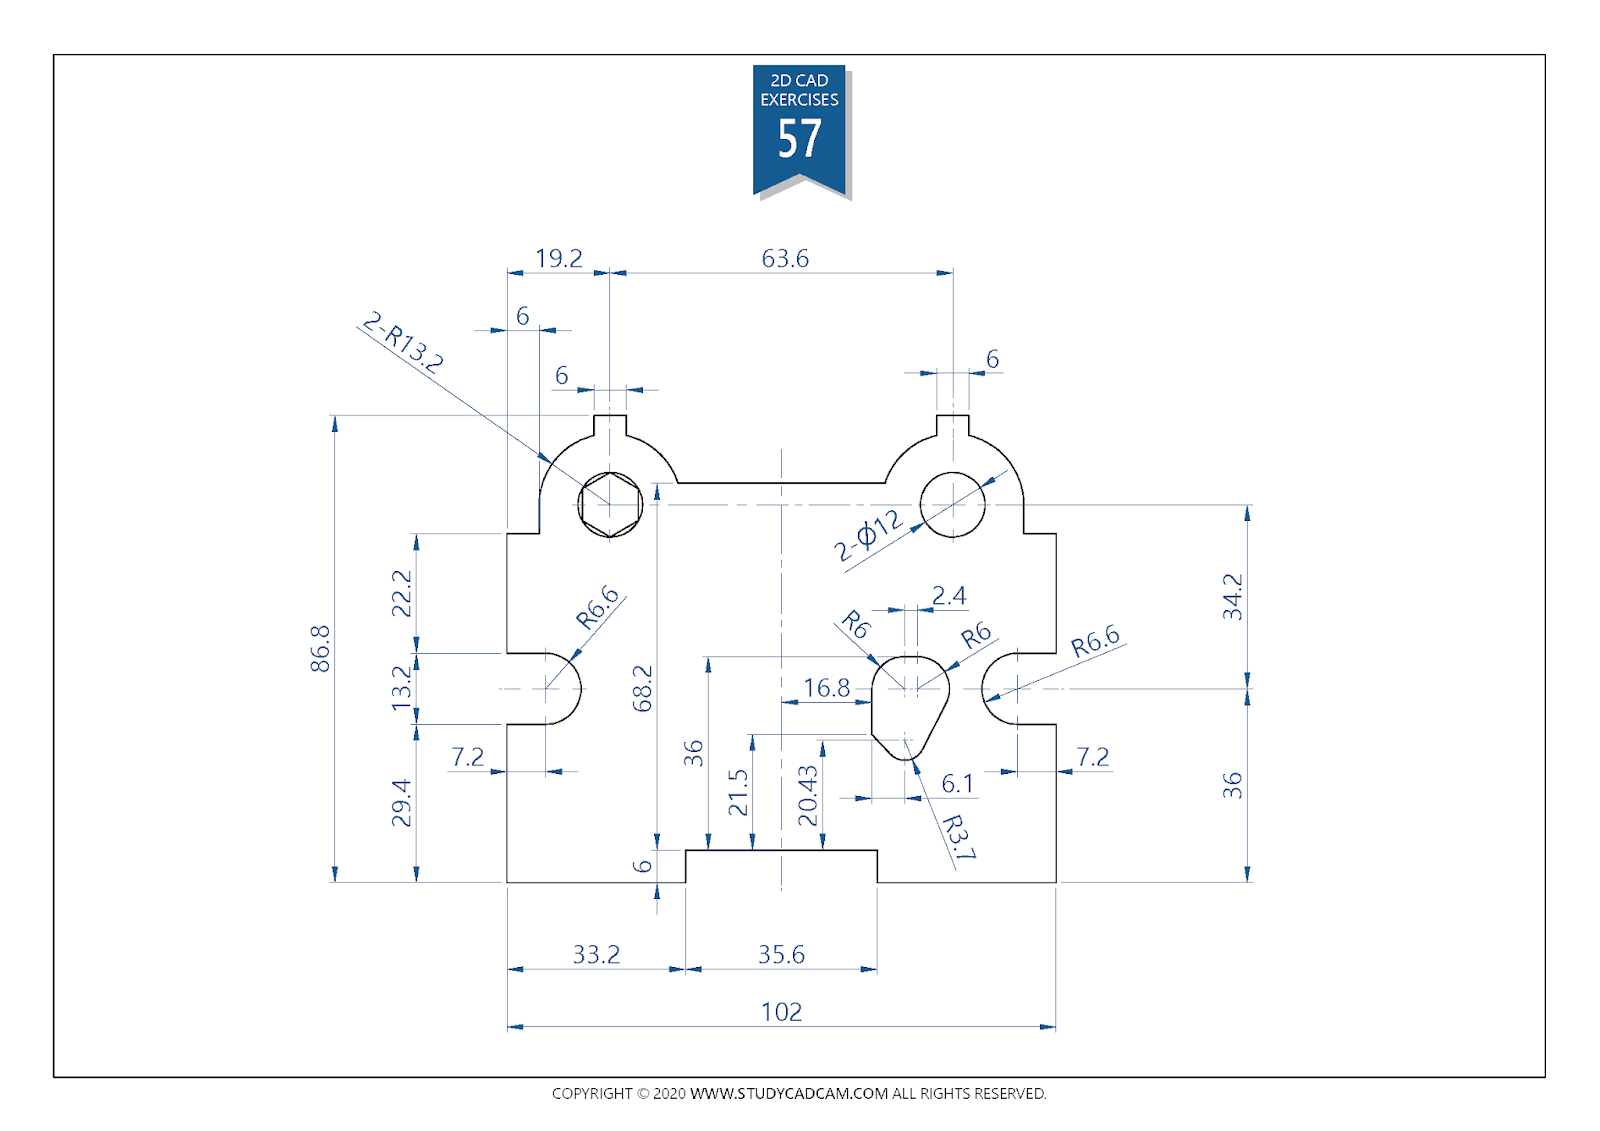 2D CAD
EXERCISES
57
19.2
63.6
6
2-R13.2
6
6
2-Ø12
22.2
R6.6
2.4
34.2
R6
R6
R6.6
86.8
13.2
68.2
16.8
36
7.2
7.2
21.5
20.43
6.1
36
29.4
R3.7
6
33.2
35.6
102
COPYRIGHT © 2020 WWW.STUDYCADCAM.COM ALL RIGHTS RESERVED.